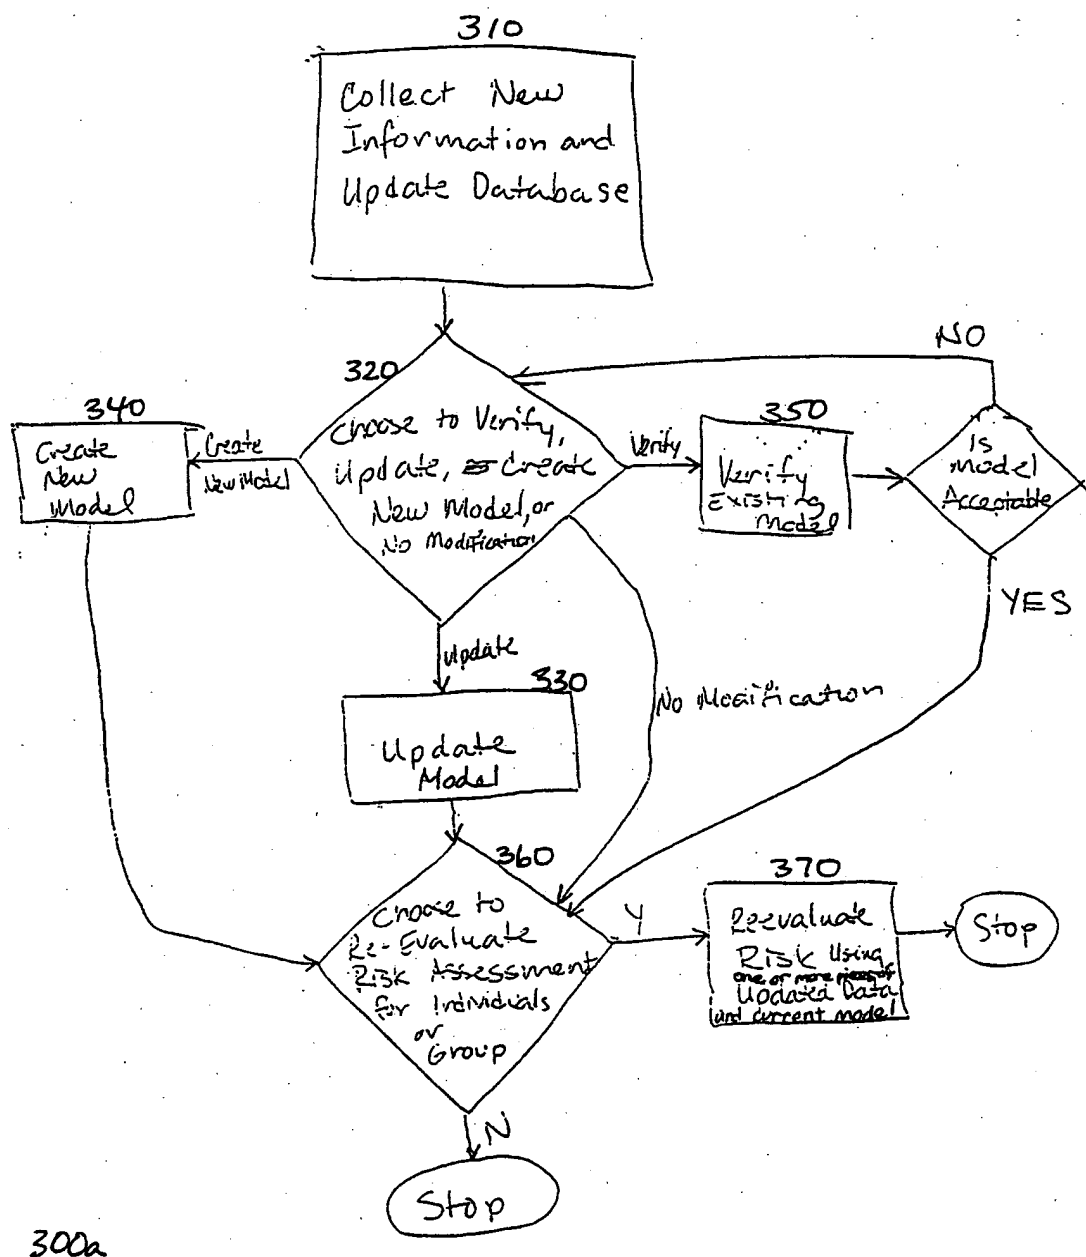 310
Collect New
Information and
Update Database
NO
320
340
350
Create
New
Model
Create
New Model
Choose to Verify,
Update, Create
New Model, or
No Modification
Verify
Verify
Existing
Model
Is
Model
Acceptable
YES
Update
330
Update
Model
No Modification
360
Choose to
Re-Evaluate
Risk Assessment
for Individuals
or
Group
Y
370
Re-evaluate
Risk Using
one or more pieces of
Updated Data
and current model
Stop
N
Stop
300a